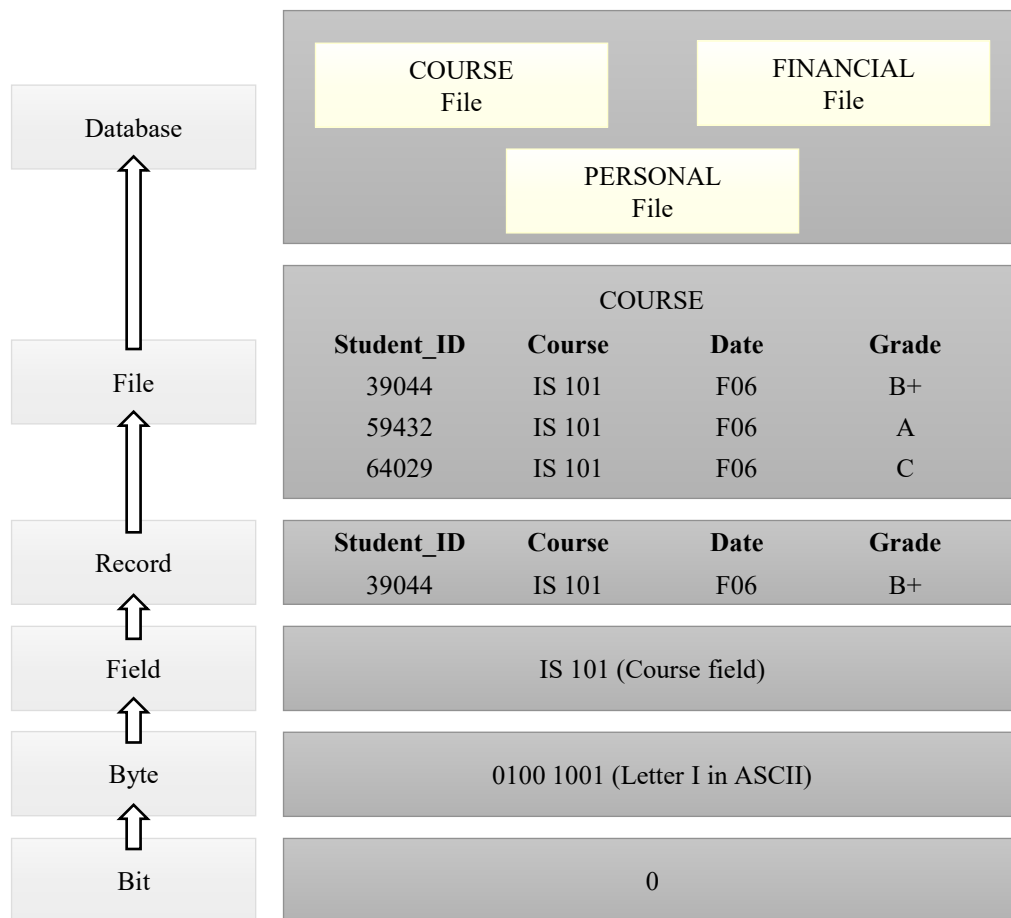 COURSE
File
FINANCIAL
File
Database
PERSONAL
File
COURSE
Student_ID Course Date Grade
File
39044 IS 101 F06 B+
59432 IS 101 F06 A
64029 IS 101 F06 C
Student_ID Course Date Grade
Record
39044 IS 101 F06 B+
Field
IS 101 (Course field)
Byte
0100 1001 (Letter I in ASCII)
Bit
0